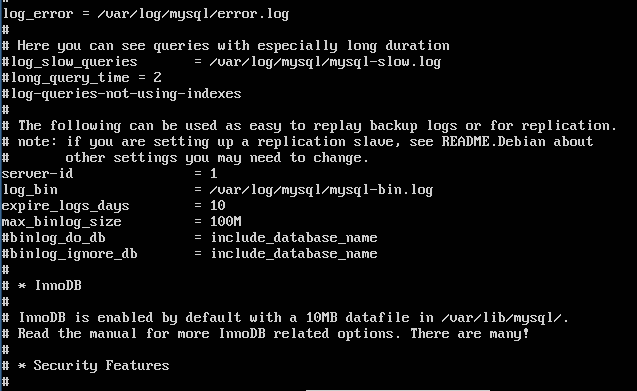 log_error = /var/log/mysql/error.log
#
# Here you can see queries with especially long duration
#log_slow_queries       = /var/log/mysql/mysql-slow.log
#long_query_time = 2
#log-queries-not-using-indexes
#
# The following can be used as easy to replay backup logs or for replication.
# note: if you are setting up a replication slave, see README.Debian about
#       other settings you may need to change.
server-id               = 1
log_bin                 = /var/log/mysql/mysql-bin.log
expire_logs_days        = 10
max_binlog_size         = 100M
#binlog_do_db           = include_database_name
#binlog_ignore_db       = include_database_name
#
# * InnoDB
#
# InnoDB is enabled by default with a 10MB datafile in /var/lib/mysql/.
# Read the manual for more InnoDB related options. There are many!
#
# * Security Features
#